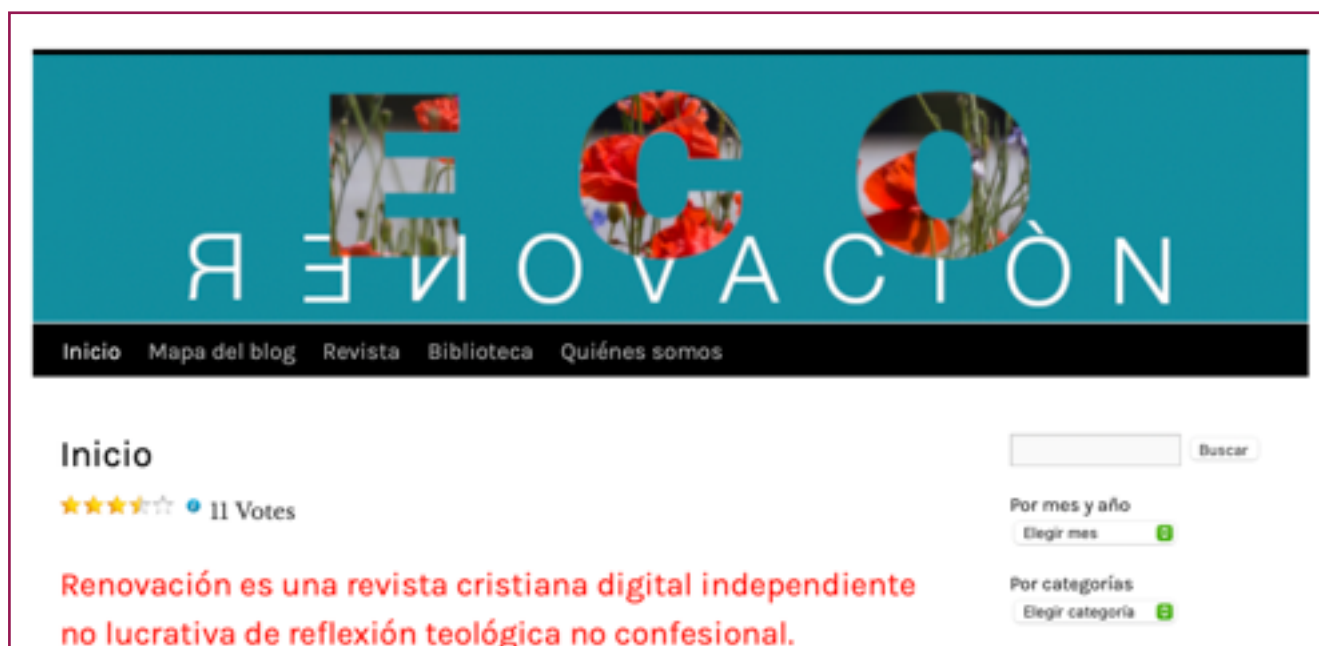 ECO
RENOVACIÒN
Inicio Mapa del blog Revista Biblioteca Quiénes somos
Inicio
11 Votes
Renovación es una revista cristiana digital independiente
no lucrativa de reflexión teológica no confesional.
Buscar
Por mes y año
Elegir mes
Por categorías
Elegir categoría